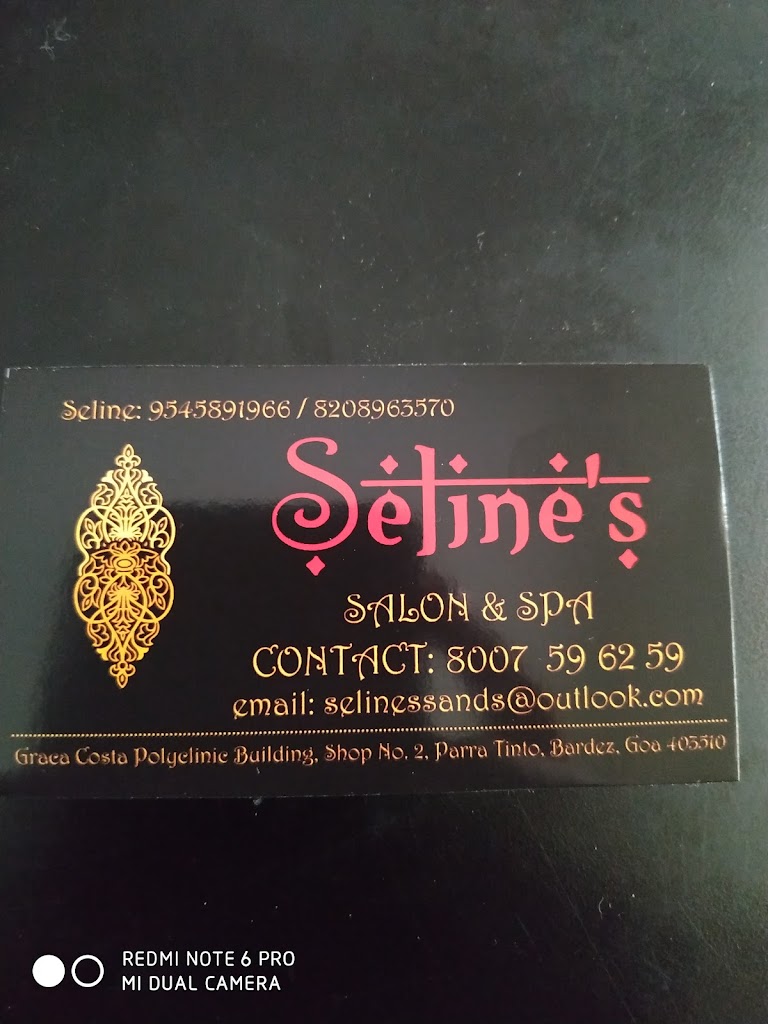 Seline: 9545891966 / 8208963570
Seline's
SALON & SPA
CONTACT: 8007 59 62 59
email: selinessands@outlook.com
Graca Costa Polyclinic Building, Shop No. 2, Parra Tinto, Bardez, Goa 403510
REDMI NOTE 6 PRO
MI DUAL CAMERA